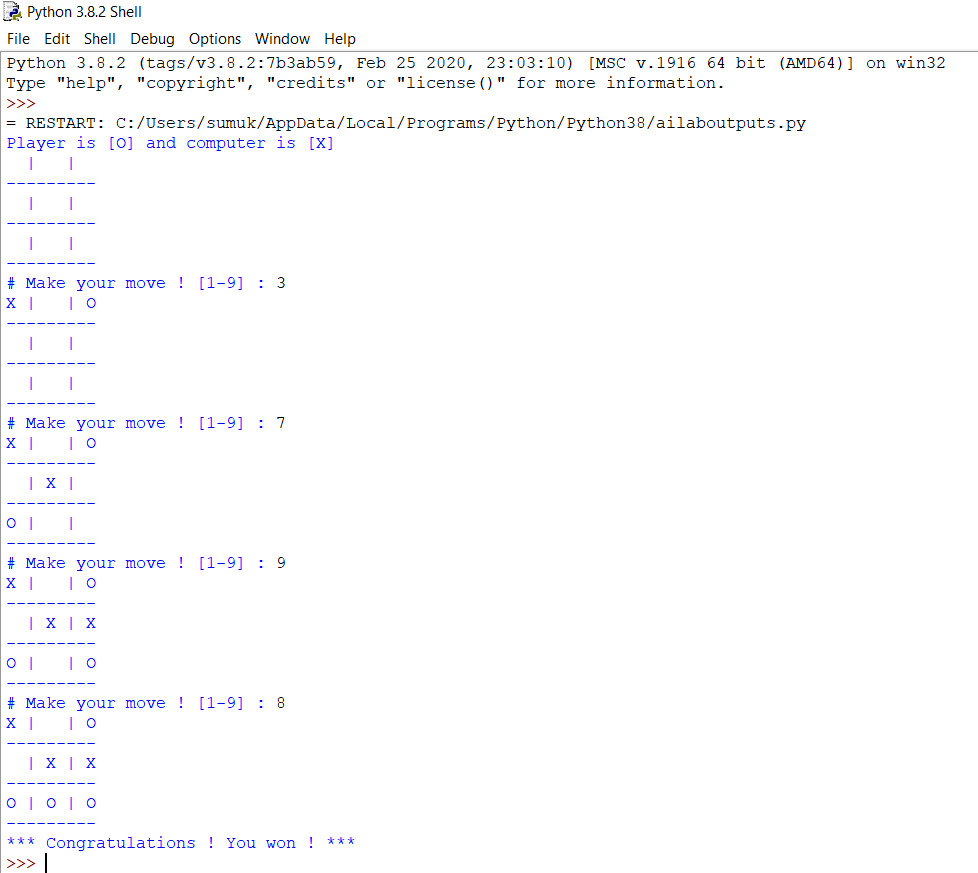 Python 3.8.2 Shell
File Edit Shell Debug Options Window Help
Python 3.8.2 (tags/v3.8.2:7b3ab59, Feb 25 2020, 23:03:10) [MSC v.1916 64 bit (AMD64)] on win32
Type "help", "copyright", "credits" or "license()" for more information.
>>>
= RESTART: C:/Users/sumuk/AppData/Local/Programs/Python/Python38/ailaboutputs.py
Player is [O] and computer is [X]
  |   |
---------
  |   |
---------
  |   |
---------
# Make your move ! [1-9] : 3
X |   | O
---------
  |   |
---------
  |   |
---------
# Make your move ! [1-9] : 7
X |   | O
---------
  | X |
---------
O |   |
---------
# Make your move ! [1-9] : 9
X |   | O
---------
  | X | X
---------
O |   | O
---------
# Make your move ! [1-9] : 8
X |   | O
---------
  | X | X
---------
O | O | O
---------
*** Congratulations ! You won ! ***
>>>